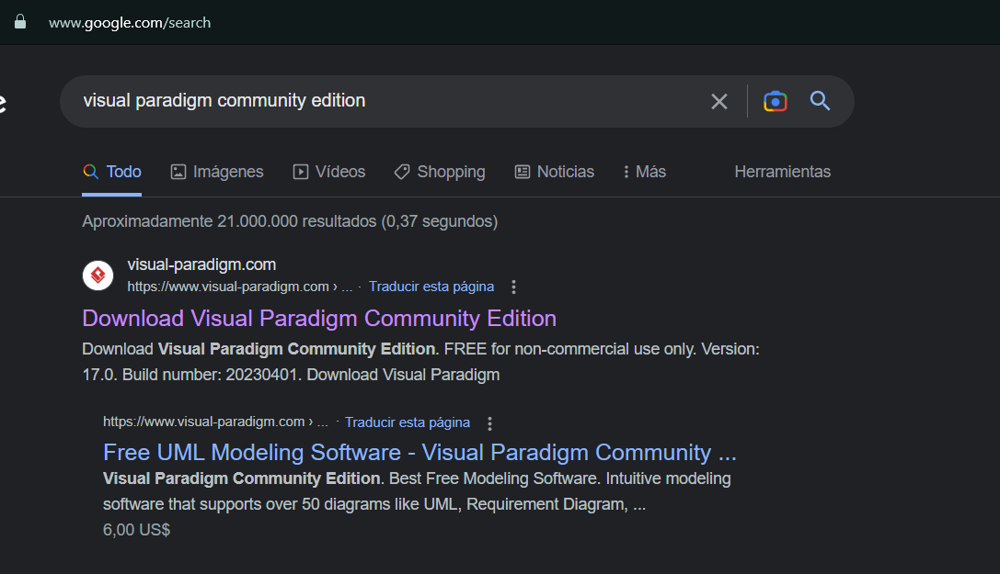 www.google.com/search
visual paradigm community edition
Todo Imágenes Vídeos Shopping Noticias Más Herramientas
Aproximadamente 21.000.000 resultados (0,37 segundos)
visual-paradigm.com
https://www.visual-paradigm.com › ... · Traducir esta página
Download Visual Paradigm Community Edition
Download Visual Paradigm Community Edition. FREE for non-commercial use only. Version:
17.0. Build number: 20230401. Download Visual Paradigm
https://www.visual-paradigm.com › ... · Traducir esta página
Free UML Modeling Software - Visual Paradigm Community ...
Visual Paradigm Community Edition. Best Free Modeling Software. Intuitive modeling
software that supports over 50 diagrams like UML, Requirement Diagram, ...
6,00 US$